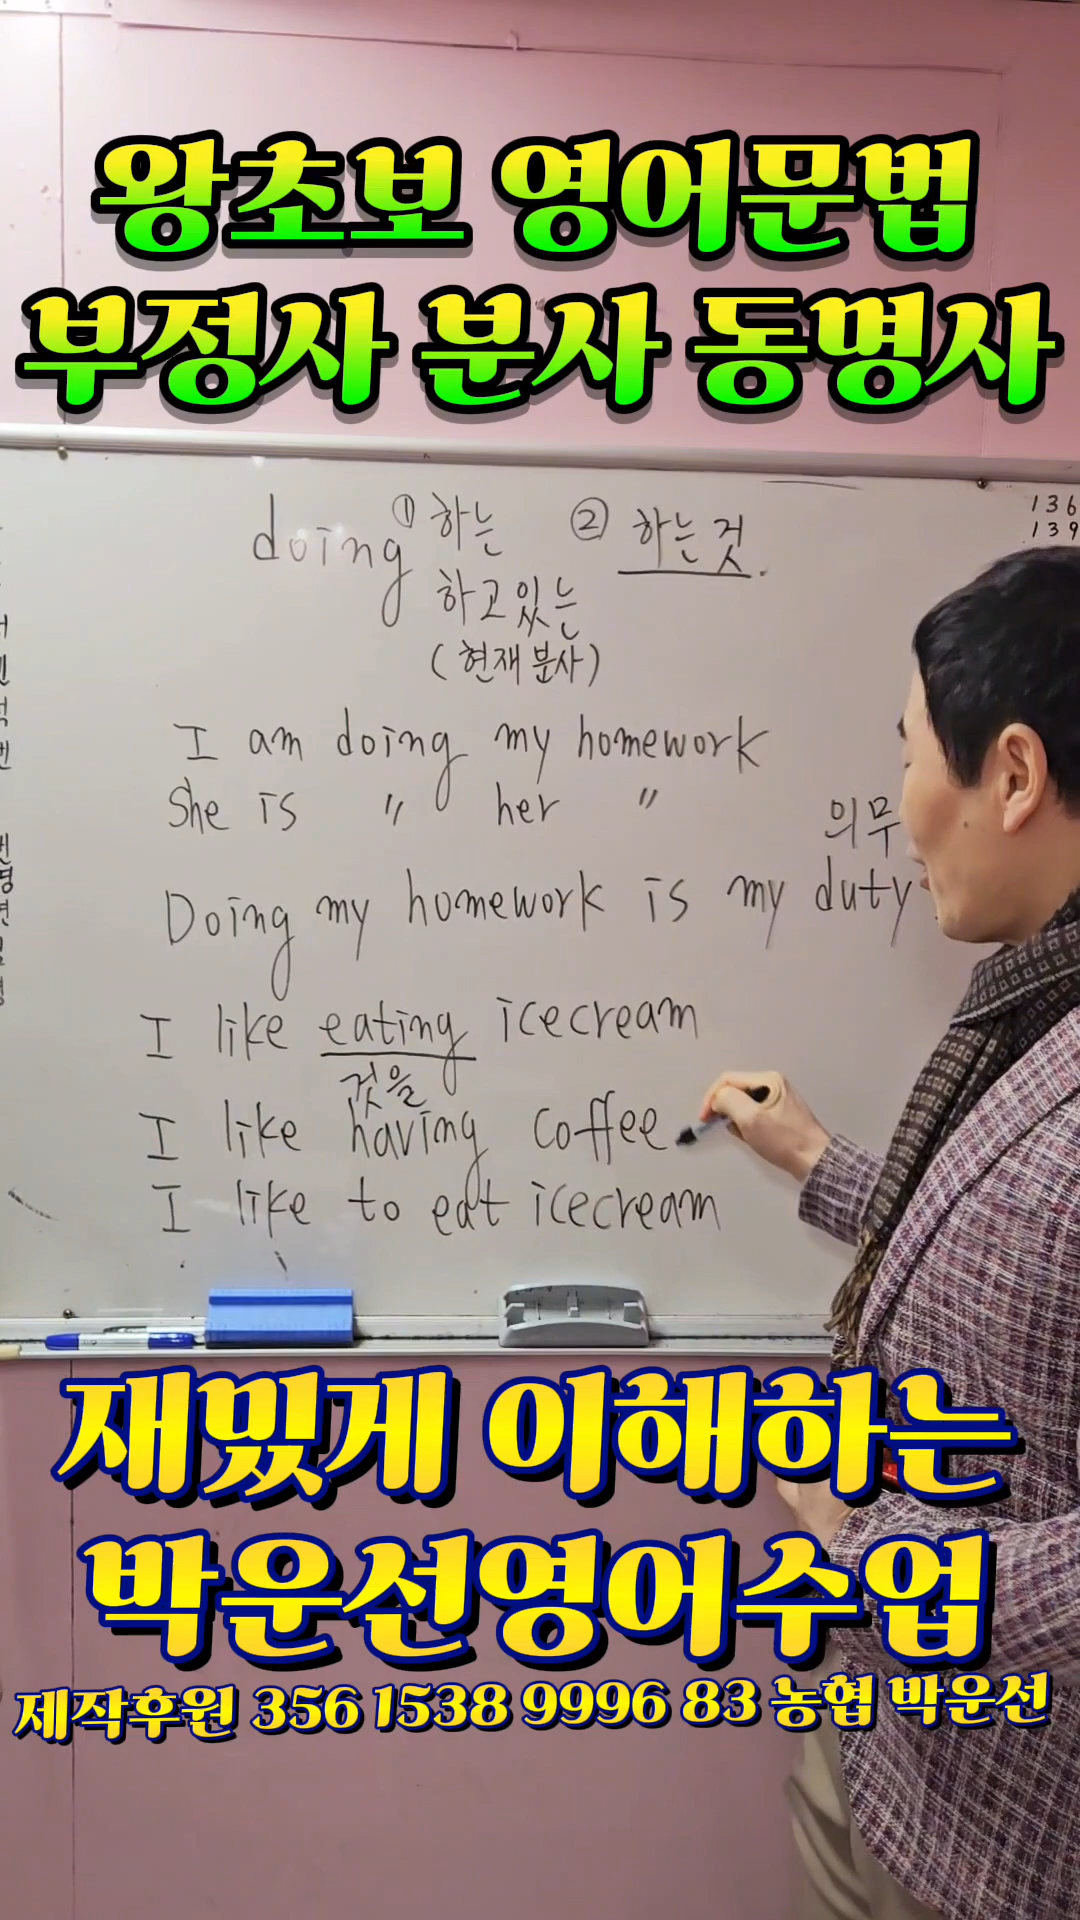 왕초보 영어문법
부정사 분사 동명사
136
139
doing ① 하는 ② 하는것.
하고있는
(현재분사)
I am doing my homework
She is 〃 her 〃
의무
Doing my homework is my duty
I like eating icecream
것을
I like having coffee
I like to eat icecream
재밌게 이해하는
박운선영어수업
제작후원 356 1538 9996 83 농협 박운선